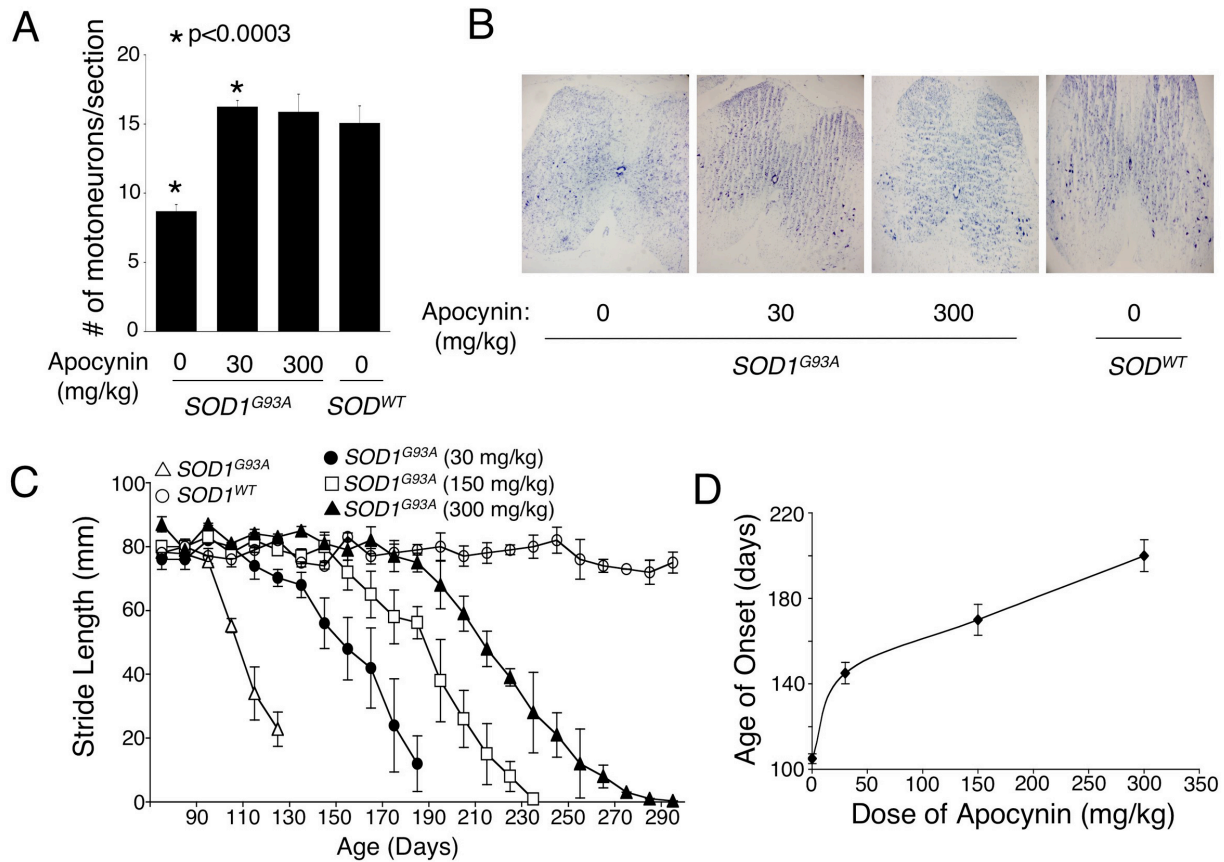 A
* p<0.0003
# of motoneurons/section
20
15
10
5
0
*
*
Apocynin 0 30 300 0
(mg/kg)
SOD1G93A SODWT
B
Apocynin: 0 30 300 0
(mg/kg)
SOD1G93A SODWT
C
SOD1G93A
SOD1WT
SOD1G93A (30 mg/kg)
SOD1G93A (150 mg/kg)
SOD1G93A (300 mg/kg)
Stride Length (mm)
100
80
60
40
20
0
90 110 130 150 170 190 210 230 250 270 290
Age (Days)
D
Age of Onset (days)
220
180
140
100
0 50 100 150 200 250 300 350
Dose of Apocynin (mg/kg)